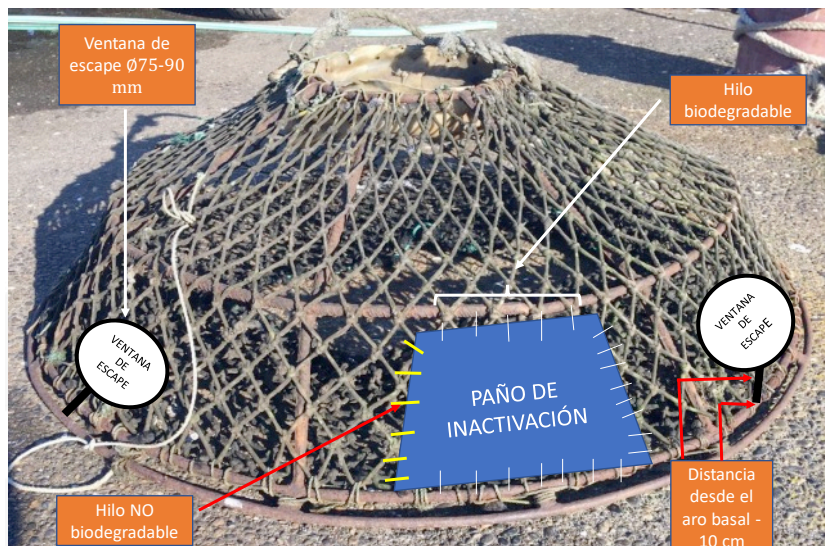 Ventana de
escape Ø75-90
mm
Hilo
biodegradable
VENTANA
DE
ESCAPE
VENTANA
DE
ESCAPE
PAÑO DE
INACTIVACIÓN
Hilo NO
biodegradable
Distancia
desde el
aro basal -
10 cm